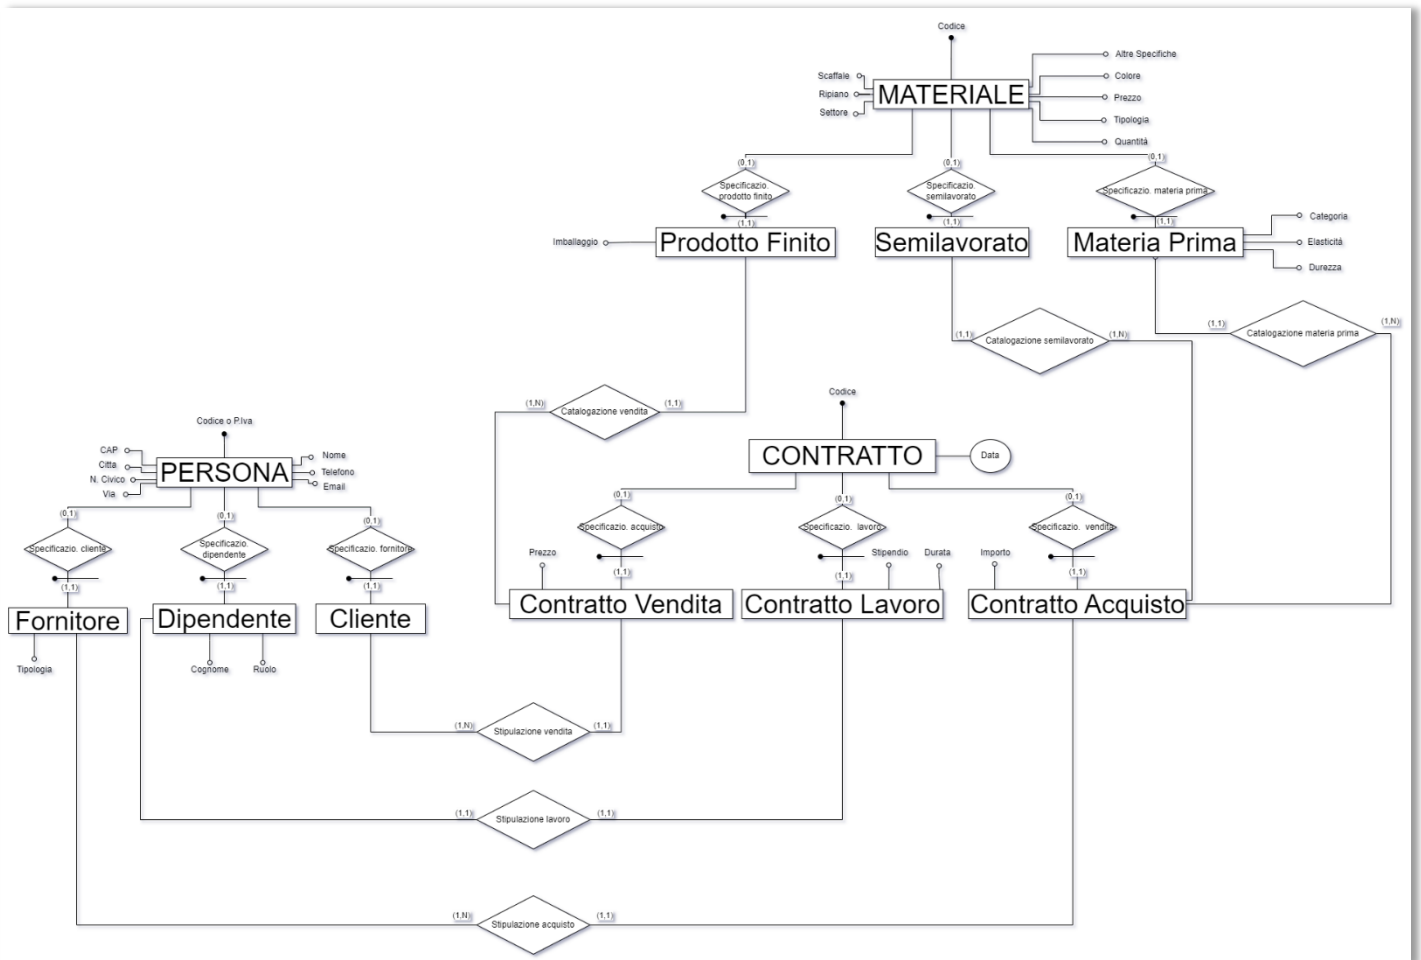 Codice
Altre Specifiche
Scaffale
Colore
Ripiano
MATERIALE
Prezzo
Settore
Tipologia
Quantità
(0,1)
(0,1)
(0,1)
Specificazio.
prodotto finito
Specificazio.
semilavorato
Specificazio. materia prima
(1,1)
(1,1)
(1,1)
Categoria
Imballaggio
Prodotto Finito
Semilavorato
Materia Prima
Elasticità
Durezza
(1,1)
Catalogazione semilavorato
(1,N)
(1,1)
Catalogazione materia prima
(1,N)
Codice
(1,N)
Catalogazione vendita
(1,1)
Codice o P.Iva
CAP
Citta
N. Civico
Via
PERSONA
Nome
Telefono
Email
CONTRATTO
Data
(0,1)
(0,1)
(0,1)
(0,1)
(0,1)
(0,1)
Specificazio. cliente
Specificazio.
dipendente
Specificazio. fornitore
Specificazio. acquisto
Specificazio. lavoro
Specificazio. vendita
Prezzo
Stipendio
Durata
Importo
(1,1)
(1,1)
(1,1)
(1,1)
(1,1)
(1,1)
Fornitore
Dipendente
Cliente
Contratto Vendita
Contratto Lavoro
Contratto Acquisto
Tipologia
Cognome
Ruolo
(1,N)
Stipulazione vendita
(1,1)
(1,1)
Stipulazione lavoro
(1,1)
(1,N)
Stipulazione acquisto
(1,1)